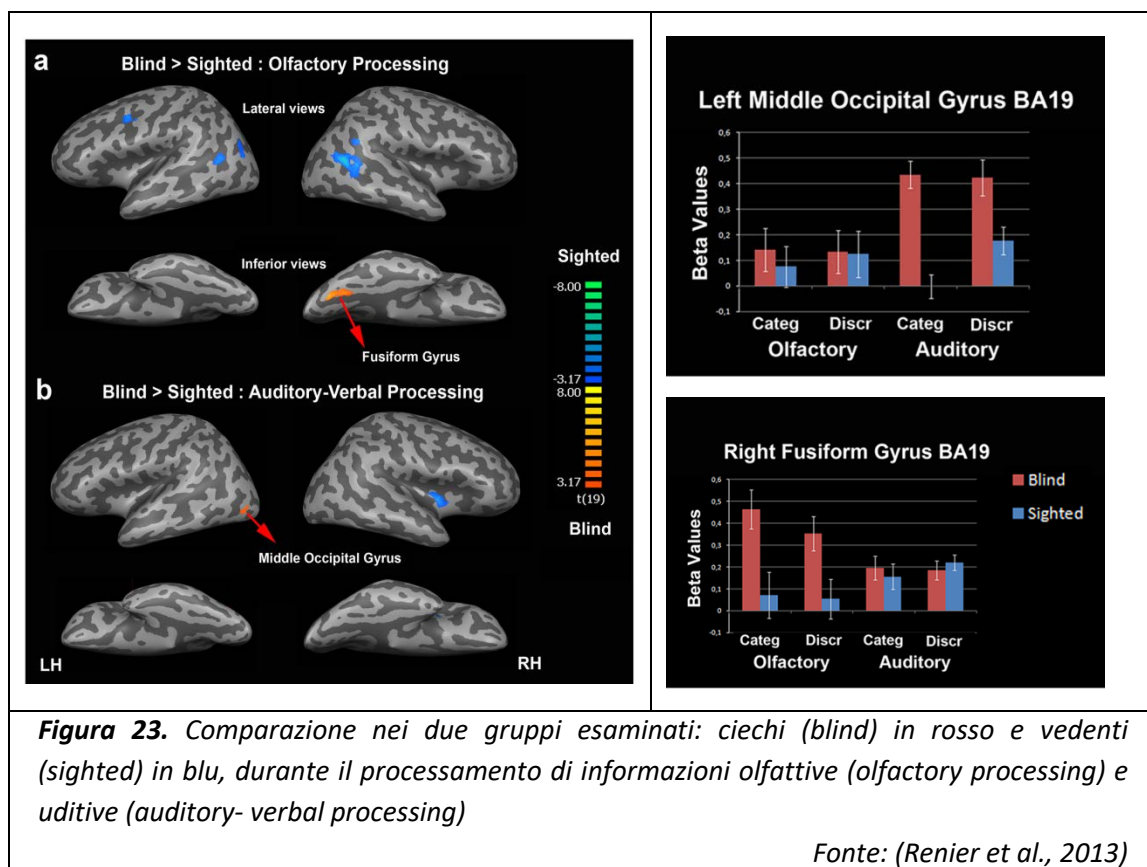 a
Blind > Sighted : Olfactory Processing
Lateral views
Inferior views
Fusiform Gyrus
b
Blind > Sighted : Auditory-Verbal Processing
Middle Occipital Gyrus
LH
RH
Sighted
-8.00
-3.17
8.00
3.17
t(19)
Blind
Left Middle Occipital Gyrus BA19
Beta Values
0,6
0,5
0,4
0,3
0,2
0,1
0
-0,1
Categ Discr Categ Discr
Olfactory Auditory
Right Fusiform Gyrus BA19
Beta Values
0,6
0,5
0,4
0,3
0,2
0,1
0
-0,1
Categ Discr Categ Discr
Olfactory Auditory
Blind
Sighted
Figura 23. Comparazione nei due gruppi esaminati: ciechi (blind) in rosso e vedenti
(sighted) in blu, durante il processamento di informazioni olfattive (olfactory processing) e
uditive (auditory- verbal processing)
Fonte: (Renier et al., 2013)